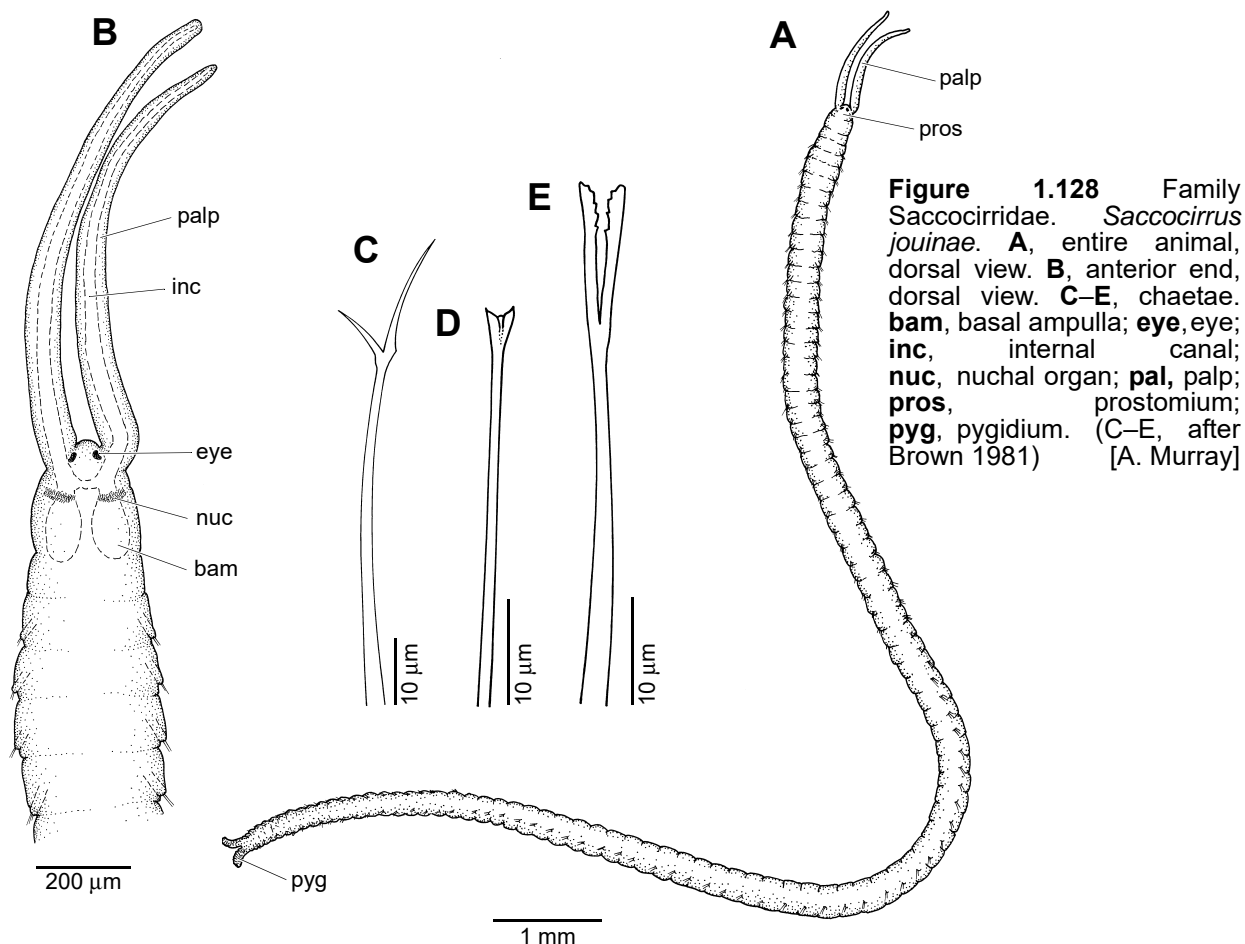 B
A
palp
pros
palp
inc
eye
nuc
bam
E
C
D
10 µm
10 µm
10 µm
200 µm
pyg
1 mm
Figure 1.128 Family
Saccocirridae. Saccocirrus
jouinae. A, entire animal,
dorsal view. B, anterior end,
dorsal view. C–E, chaetae.
bam, basal ampulla; eye, eye;
inc, internal canal;
nuc, nuchal organ; pal, palp;
pros, prostomium;
pyg, pygidium. (C–E, after
Brown 1981) [A. Murray]